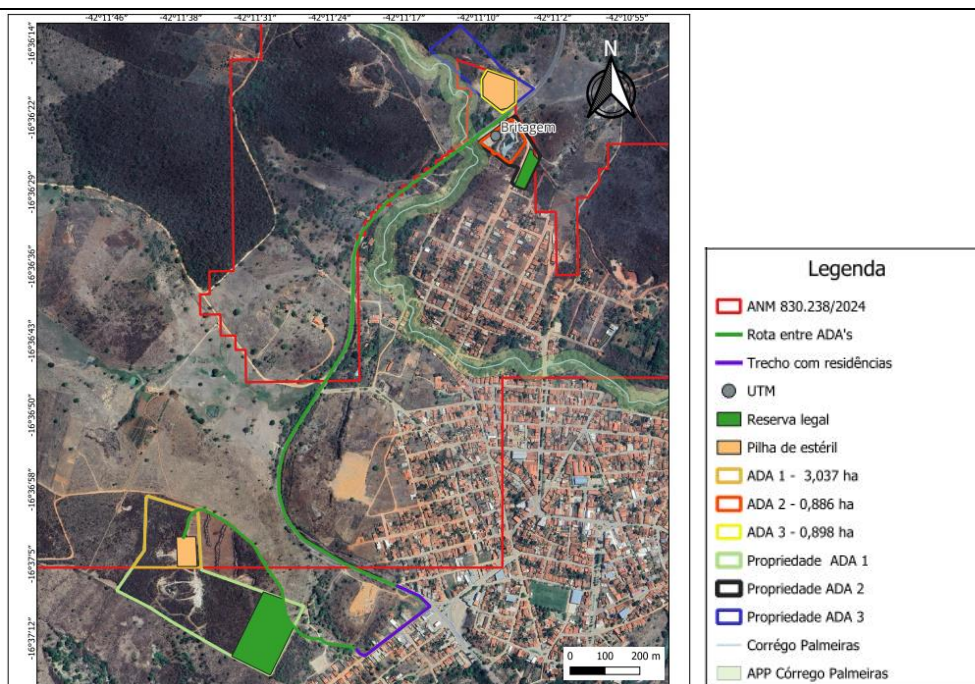 -42°11'46" -42°11'38" -42°11'31" -42°11'24" -42°11'17" -42°11'10" -42°11'2" -42°10'55"
-16°36'14"
-16°36'22"
-16°36'29"
-16°36'36"
-16°36'43"
-16°36'50"
-16°36'58"
-16°37'5"
-16°37'12"
N
Britagem
0 100 200 m
Legenda
ANM 830.238/2024
Rota entre ADA's
Trecho com residências
UTM
Reserva legal
Pilha de estéril
ADA 1 - 3,037 ha
ADA 2 - 0,886 ha
ADA 3 - 0,898 ha
Propriedade ADA 1
Propriedade ADA 2
Propriedade ADA 3
Corrégo Palmeiras
APP Córrego Palmeiras